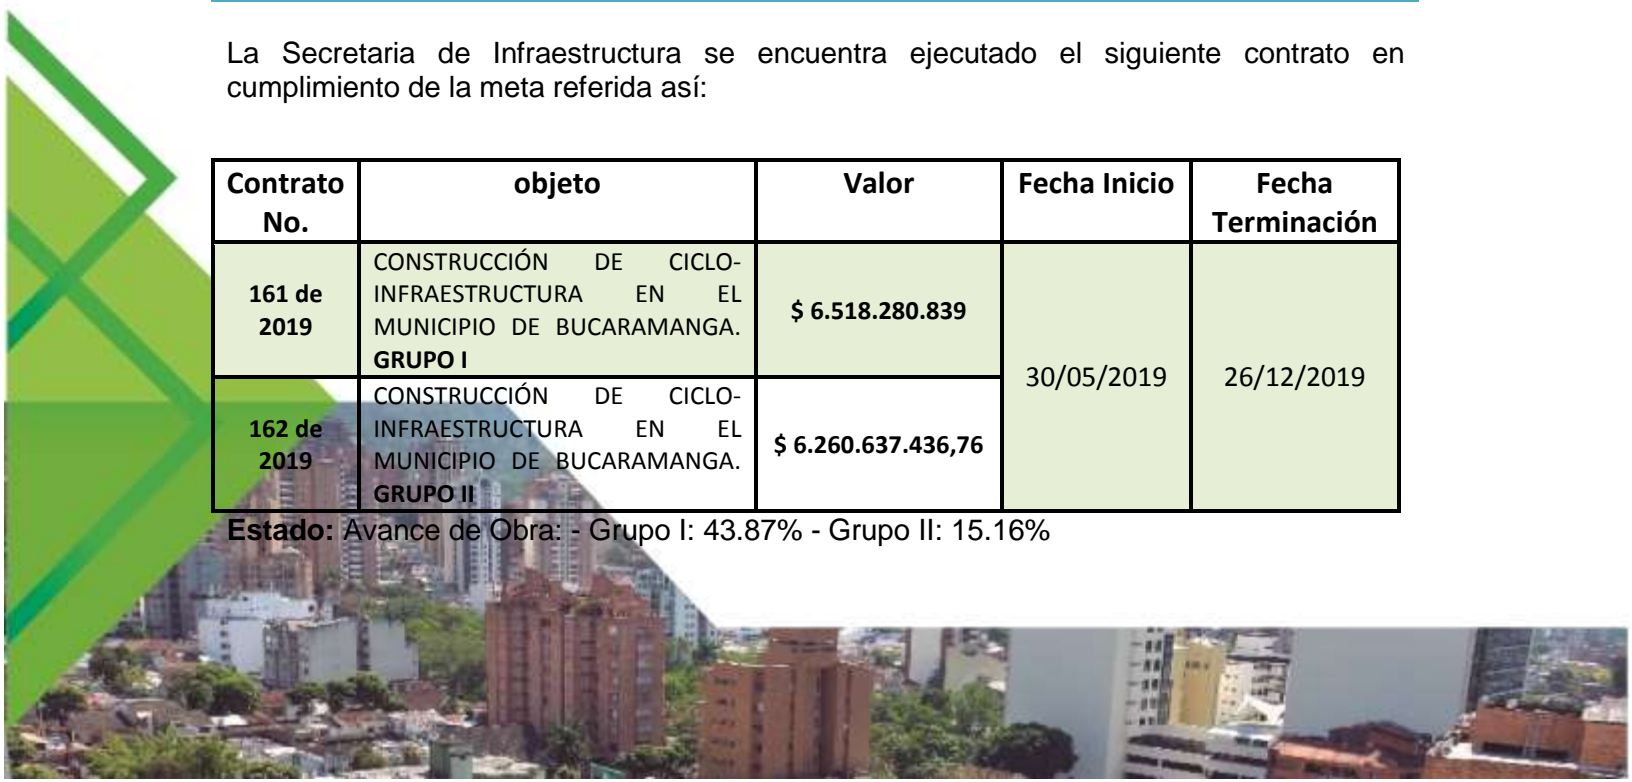 La Secretaria de Infraestructura se encuentra ejecutado el siguiente contrato en
cumplimiento de la meta referida así:
Contrato No. objeto Valor Fecha Inicio Fecha Terminación
161 de 2019
CONSTRUCCIÓN DE CICLO-
INFRAESTRUCTURA EN EL
MUNICIPIO DE BUCARAMANGA.
GRUPO I
$ 6.518.280.839
30/05/2019
26/12/2019
162 de 2019
CONSTRUCCIÓN DE CICLO-
INFRAESTRUCTURA EN EL
MUNICIPIO DE BUCARAMANGA.
GRUPO II
$ 6.260.637.436,76
Estado: Avance de Obra: - Grupo I: 43.87% - Grupo II: 15.16%